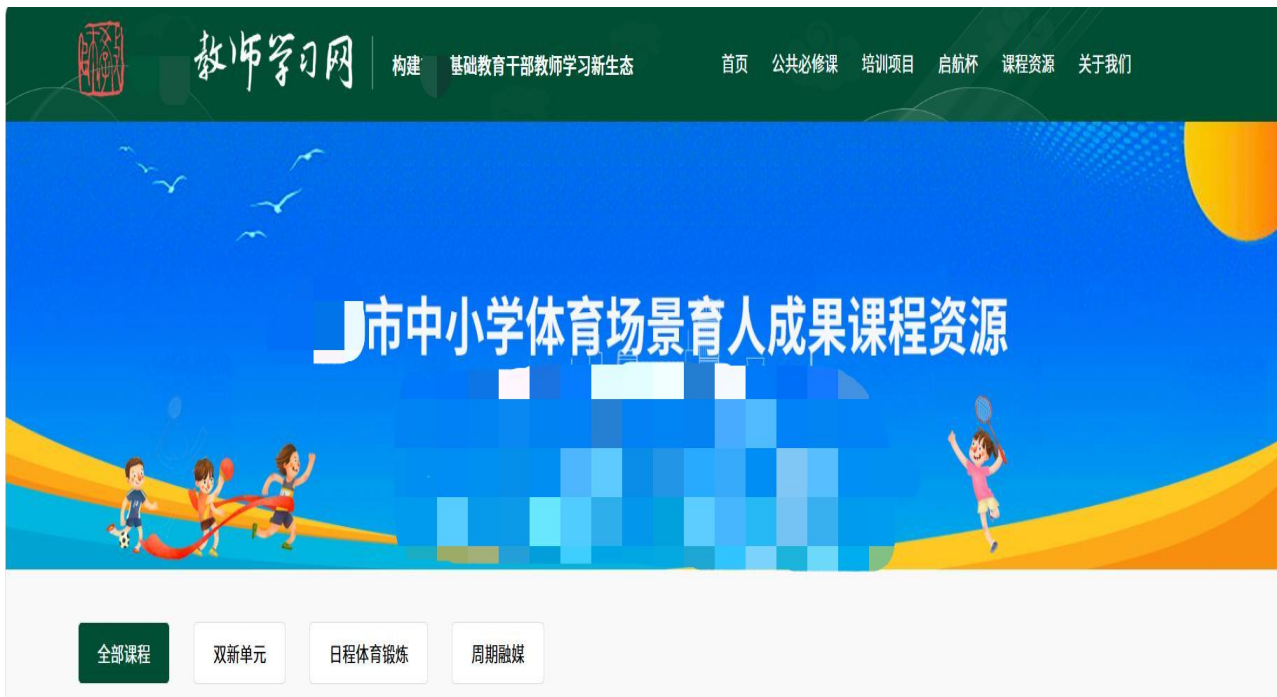 教师学习网
构建 基础教育干部教师学习新生态
首页 公共必修课 培训项目 启航杯 课程资源 关于我们
市中小学体育场景育人成果课程资源
全部课程 双新单元 日程体育锻炼 周期融媒